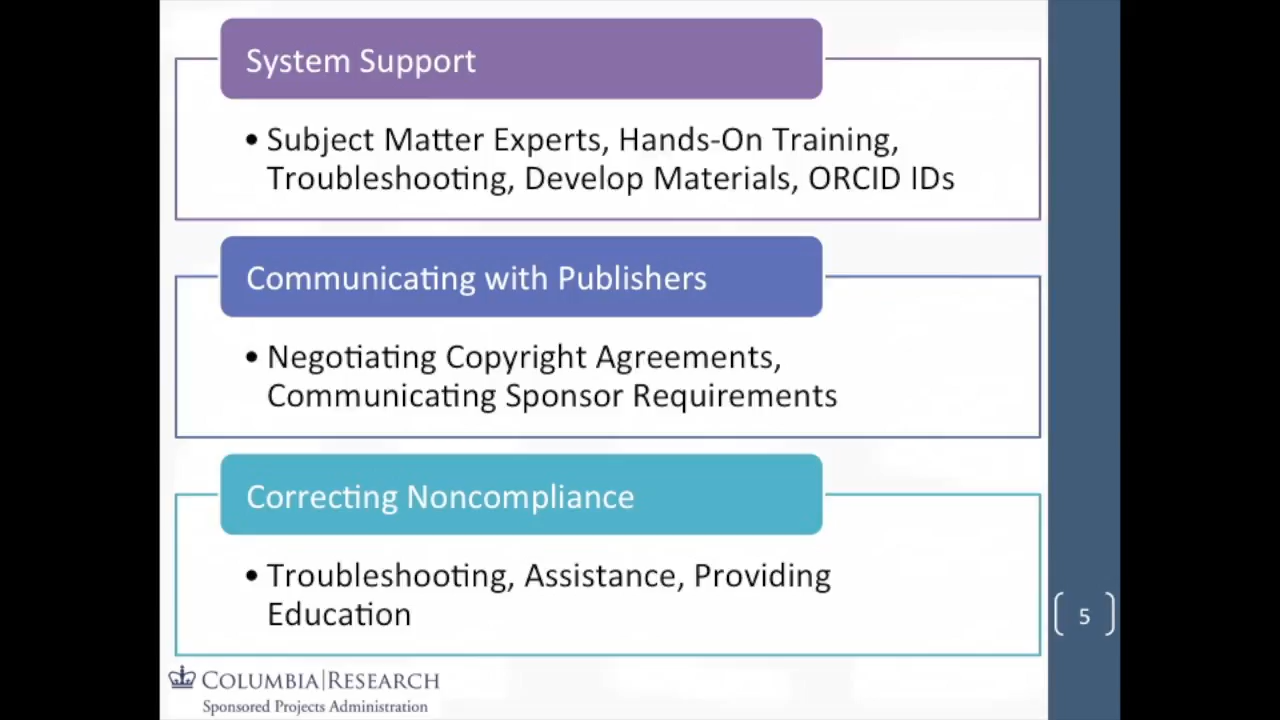 System Support
• Subject Matter Experts, Hands-On Training,
Troubleshooting, Develop Materials, ORCID IDs
Communicating with Publishers
• Negotiating Copyright Agreements,
Communicating Sponsor Requirements
Correcting Noncompliance
• Troubleshooting, Assistance, Providing
Education
5
COLUMBIA|RESEARCH
Sponsored Projects Administration